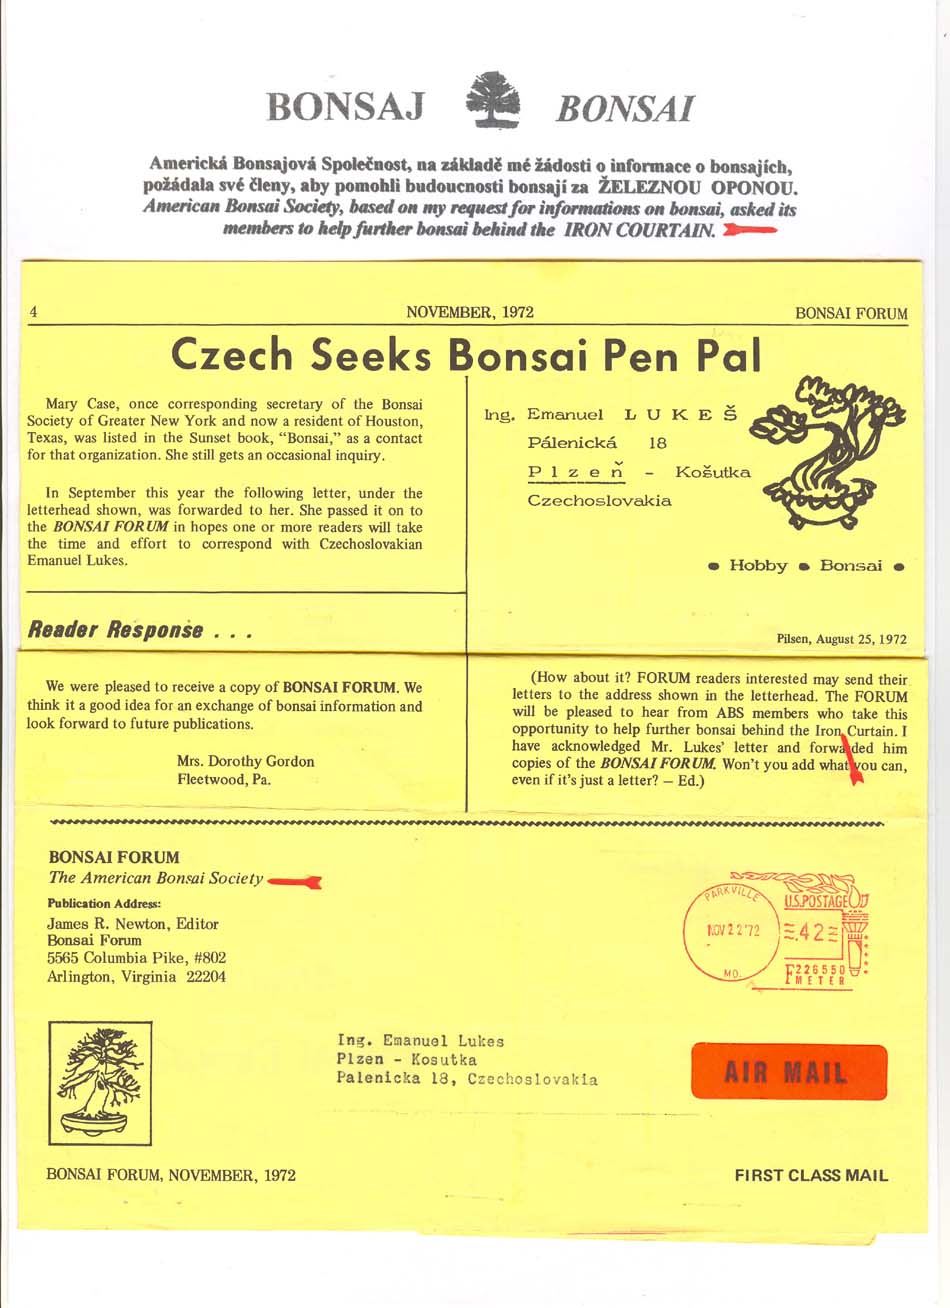 BONSAJ BONSAI
Americká Bonsajová Společnost, na základě mé žádosti o informace o bonsajích,
požádala své členy, aby pomohli budoucnosti bonsají za ŽELEZNOU OPONOU.
American Bonsai Society, based on my request for informations on bonsai, asked its
members to help further bonsai behind the IRON COURTAIN.
4 NOVEMBER, 1972 BONSAI FORUM
Czech Seeks Bonsai Pen Pal
Mary Case, once corresponding secretary of the Bonsai
Society of Greater New York and now a resident of Houston,
Texas, was listed in the Sunset book, “Bonsai,” as a contact
for that organization. She still gets an occasional inquiry.
In September this year the following letter, under the
letterhead shown, was forwarded to her. She passed it on to
the BONSAI FORUM in hopes one or more readers will take
the time and effort to correspond with Czechoslovakian
Emanuel Lukes.
Reader Response . . .
We were pleased to receive a copy of BONSAI FORUM. We
think it a good idea for an exchange of bonsai information and
look forward to future publications.
Mrs. Dorothy Gordon
Fleetwood, Pa.
Ing. Emanuel LUKEŠ
Pálenická 18
Plzeň - Košutka
Czechoslovakia
• Hobby • Bonsai •
Pilsen, August 25, 1972
(How about it? FORUM readers interested may send their
letters to the address shown in the letterhead. The FORUM
will be pleased to hear from ABS members who take this
opportunity to help further bonsai behind the Iron Curtain. I
have acknowledged Mr. Lukes’ letter and forwarded him
copies of the BONSAI FORUM. Won’t you add what you can,
even if it’s just a letter? — Ed.)
BONSAI FORUM
The American Bonsai Society
Publication Address:
James R. Newton, Editor
Bonsai Forum
5565 Columbia Pike, #802
Arlington, Virginia 22204
PARKVILLE
NOV 22 '72
MO.
U.S.POSTAGE
.42
F 226550
METER
Ing. Emanuel Lukes
Plzen - Kosutka
Palenicka 18, Czechoslovakia
AIR MAIL
BONSAI FORUM, NOVEMBER, 1972
FIRST CLASS MAIL